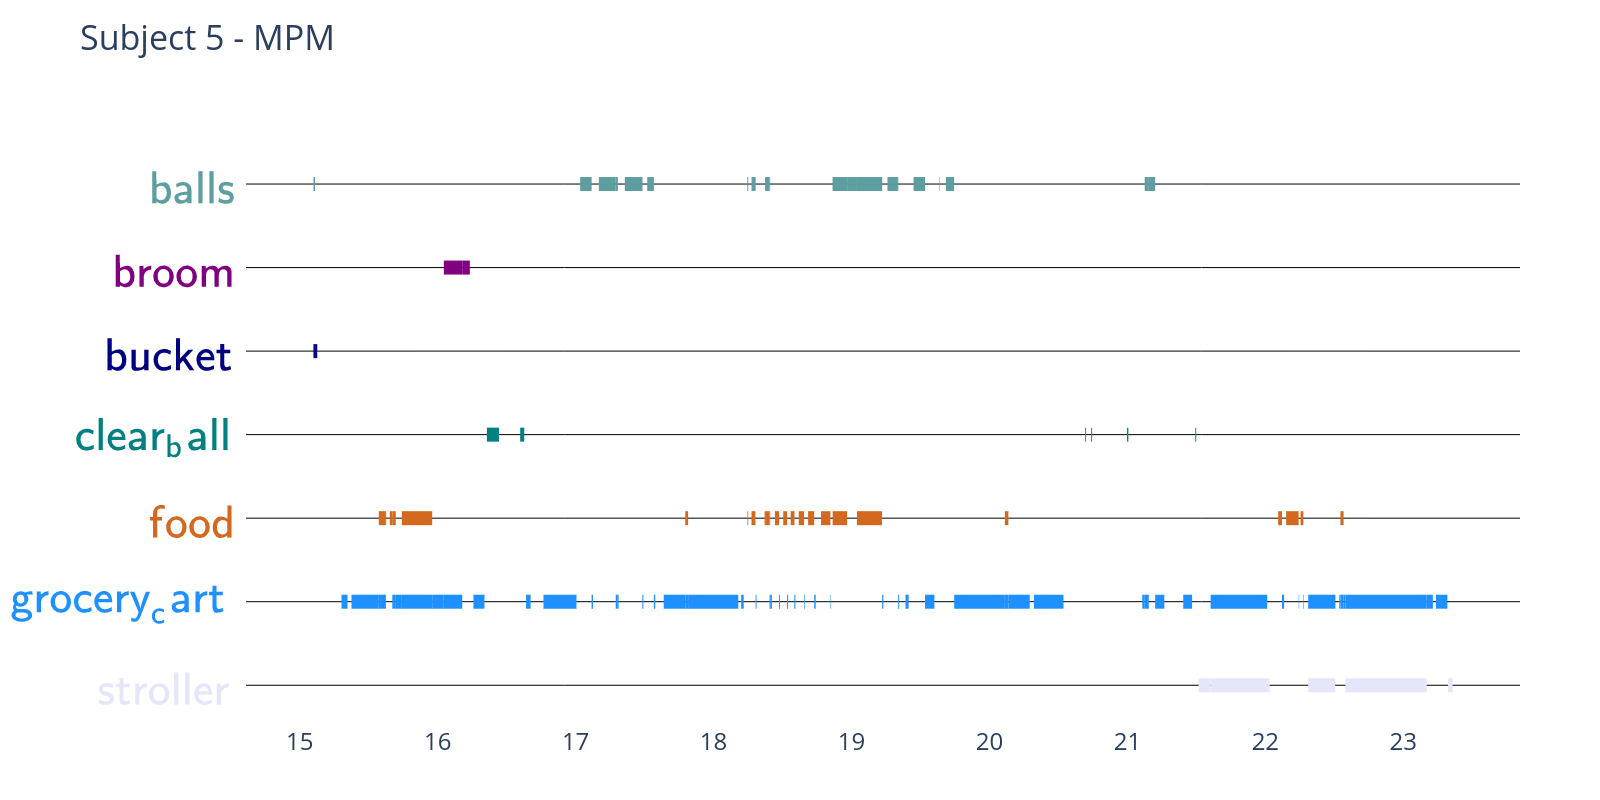 Subject 5 - MPM
balls
broom
bucket
clear_ball
food
grocery_cart
stroller
15 16 17 18 19 20 21 22 23